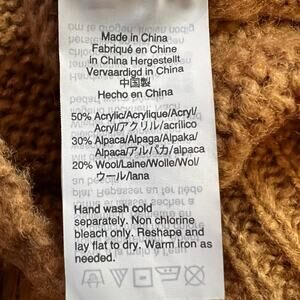 Made in China
Fabriqué en Chine
in China Hergestellt
Vervaardigd in China
中国製
Hecho en China
50% Acrylic/Acrylique/Acryl/
Acryl/アクリル/acrilico
30% Alpaca/Alpaga/Alpaka/
Alpaca/アルパカ/alpaca
20% Wool/Laine/Wolle/Wol/
ウール/lana
Hand wash cold
separately. Non chlorine
bleach only. Reshape and
lay flat to dry. Warm iron as
needed.